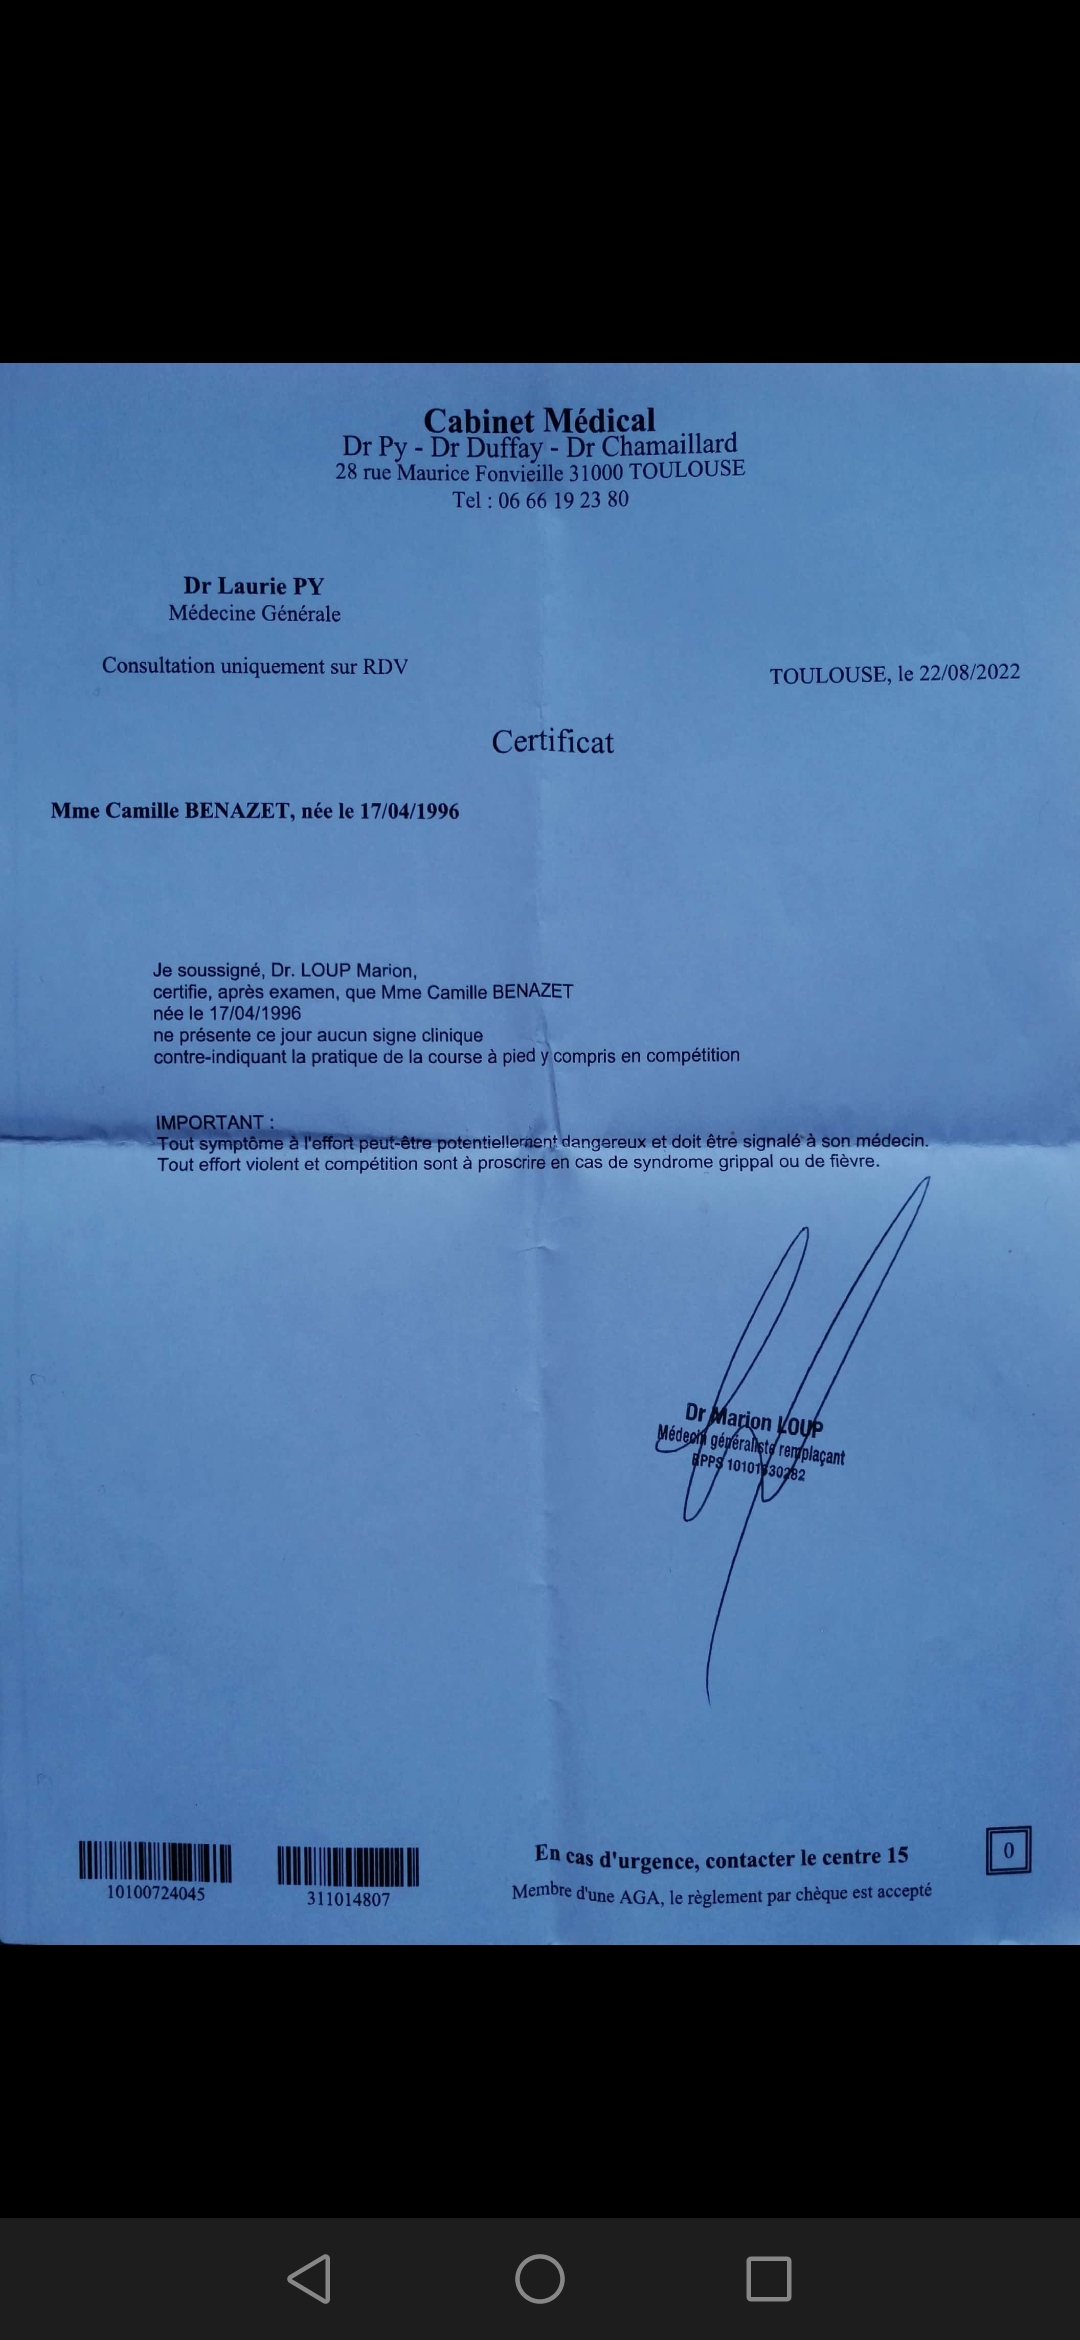 Cabinet Médical
Dr Py - Dr Duffay - Dr Chamaillard
28 rue Maurice Fonvieille 31000 TOULOUSE
Tel : 06 66 19 23 80
Dr Laurie PY
Médecine Générale
Consultation uniquement sur RDV
TOULOUSE, le 22/08/2022
Certificat
Mme Camille BENAZET, née le 17/04/1996
Je soussigné, Dr. LOUP Marion,
certifie, après examen, que Mme Camille BENAZET
née le 17/04/1996
ne présente ce jour aucun signe clinique
contre-indiquant la pratique de la course à pied y compris en compétition
IMPORTANT :
Tout symptôme à l'effort peut-être potentiellement dangereux et doit être signalé à son médecin.
Tout effort violent et compétition sont à proscrire en cas de syndrome grippal ou de fièvre.
Dr Marion LOUP
Médecin généraliste remplaçant
RPPS
10100724045
311014807
En cas d'urgence, contacter le centre 15
Membre d'une AGA, le règlement par chèque est accepté
0